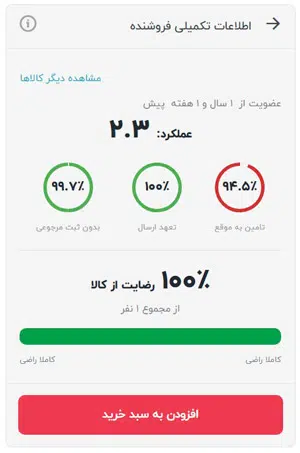 اطلاعات تکمیلی فروشنده
مشاهده دیگر کالاها
عضویت از ۱ سال و ۱ هفته پیش
عملکرد: ۲.۳
۹۴.۵٪ ۱۰۰٪ ۹۹.۷٪
تامین به موقع تعهد ارسال بدون ثبت مرجوعی
۱۰۰٪ رضایت از کالا
از مجموع ۱ نفر
کاملا راضی کاملا راضی
افزودن به سبد خرید